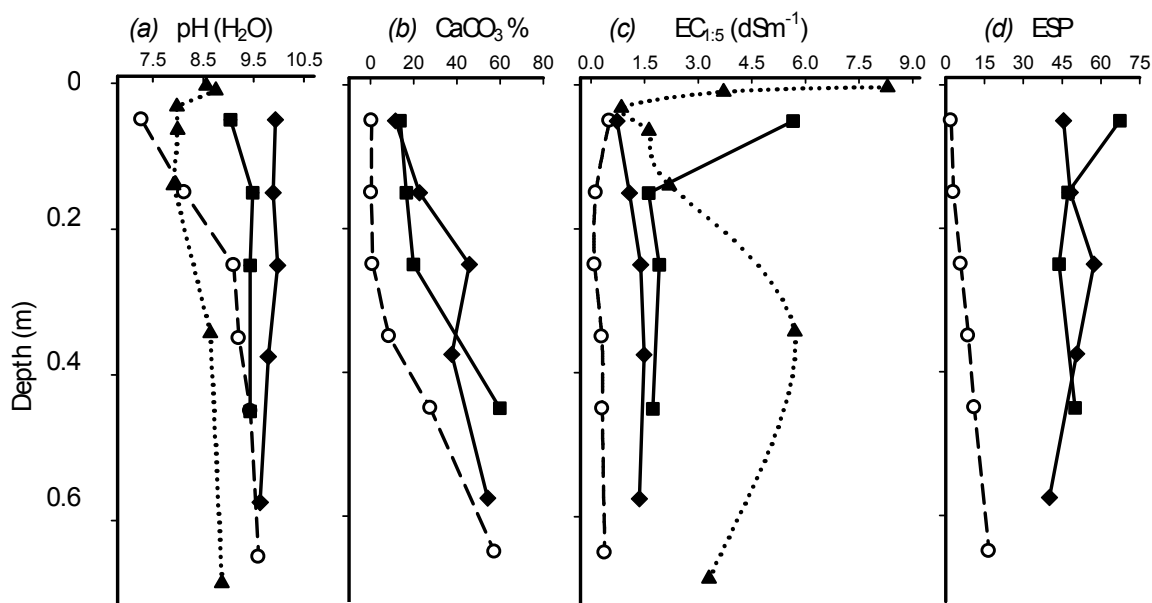 (a) pH (H₂O) (b) CaCO₃ % (c) EC₁:₅ (dSm⁻¹) (d) ESP
7.5 8.5 9.5 10.5 0 20 40 60 80 0.0 1.5 3.0 4.5 6.0 7.5 9.0 0 15 30 45 60 75
0
0.2
0.4
0.6
Depth (m)